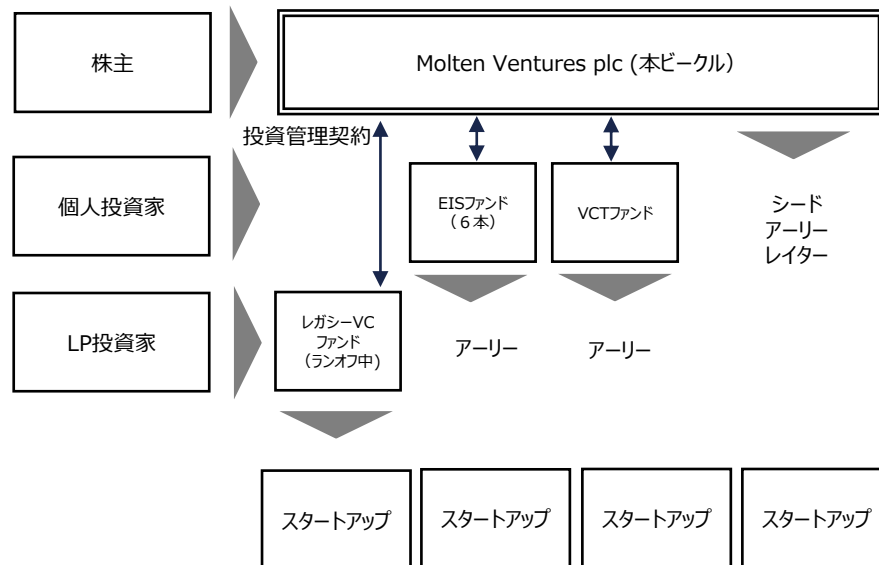 株主
Molten Ventures plc (本ビークル）
投資管理契約
個人投資家
EISファンド
（６本）
VCTファンド
シード
アーリー
レイター
LP投資家
レガシーVC
ファンド
（ランオフ中)
アーリー
アーリー
スタートアップ
スタートアップ
スタートアップ
スタートアップ